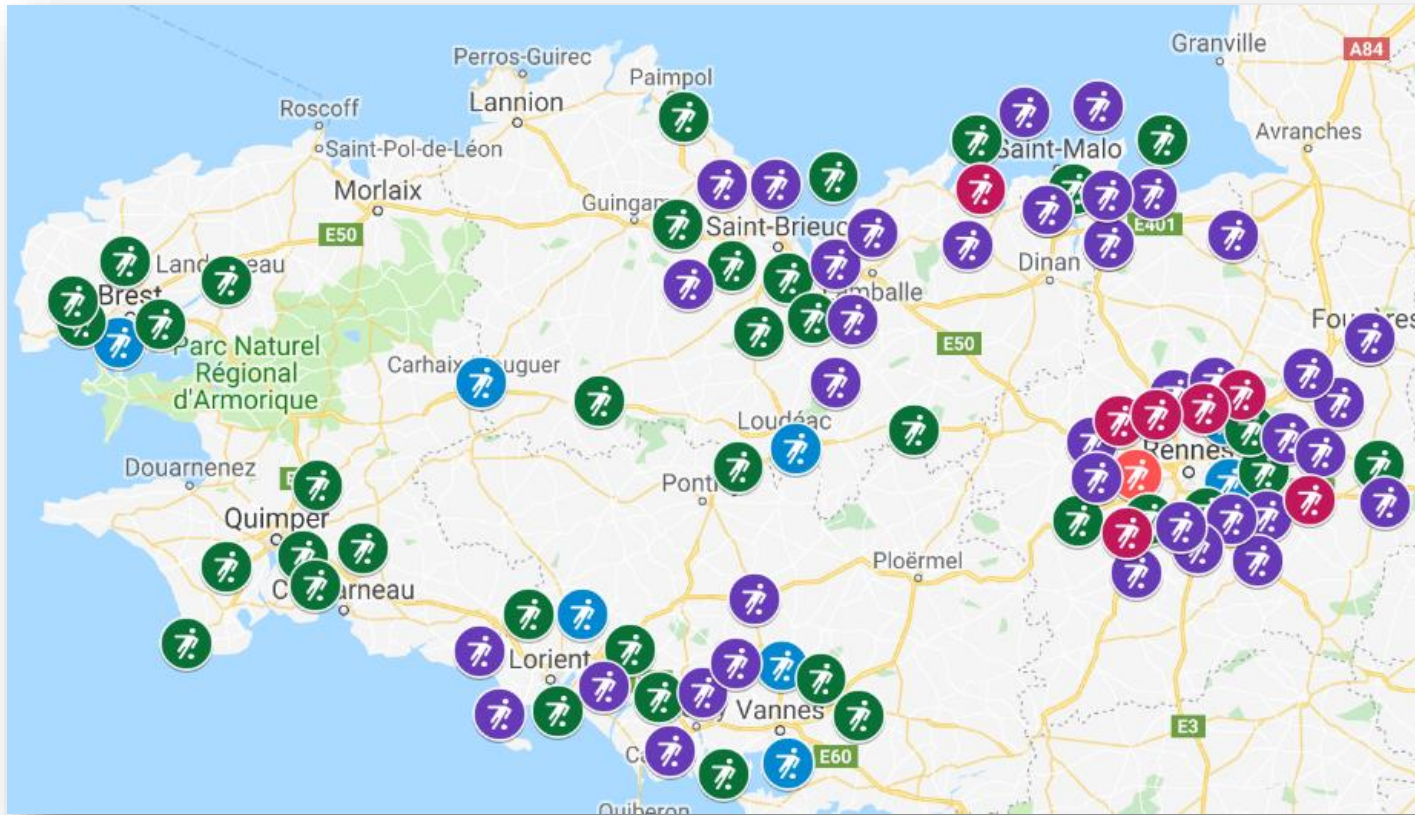 Granville
A84
Perros-Guirec
Paimpol
Lannion
Roscoff
Avranches
Saint-Pol-de-Léon
Saint-Malo
Morlaix
Guingam
E50
Saint-Brieuc
E401
Dinan
Brest
E50
Parc Naturel
Régional
d'Armorique
Loudéac
Rennes
Douarnenez
Quimper
Ploërmel
Lorient
Vannes
E3
E60
Quiberon